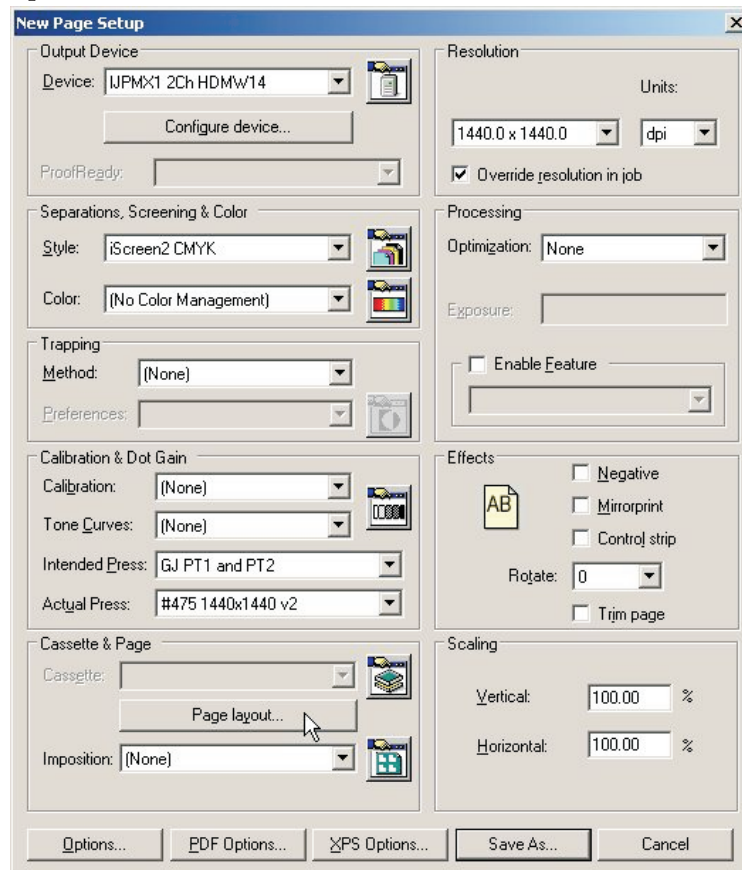 New Page Setup
Output Device
Device: IJPMX1 2Ch HDMW14
Configure device...
ProofReady:
Resolution
Units:
1440.0 x 1440.0 dpi
Override resolution in job
Separations, Screening & Color
Style: iScreen2 CMYK
Color: (No Color Management)
Processing
Optimization: None
Exposure:
Enable Feature
Trapping
Method: (None)
Preferences:
Calibration & Dot Gain
Calibration: (None)
Tone Curves: (None)
Intended Press: GJ PT1 and PT2
Actual Press: #475 1440x1440 v2
Effects
AB
Negative
Mirrorprint
Control strip
Rotate: 0
Trim page
Cassette & Page
Cassette:
Page layout...
Imposition: (None)
Scaling
Vertical: 100.00 %
Horizontal: 100.00 %
Options... PDF Options... XPS Options... Save As... Cancel